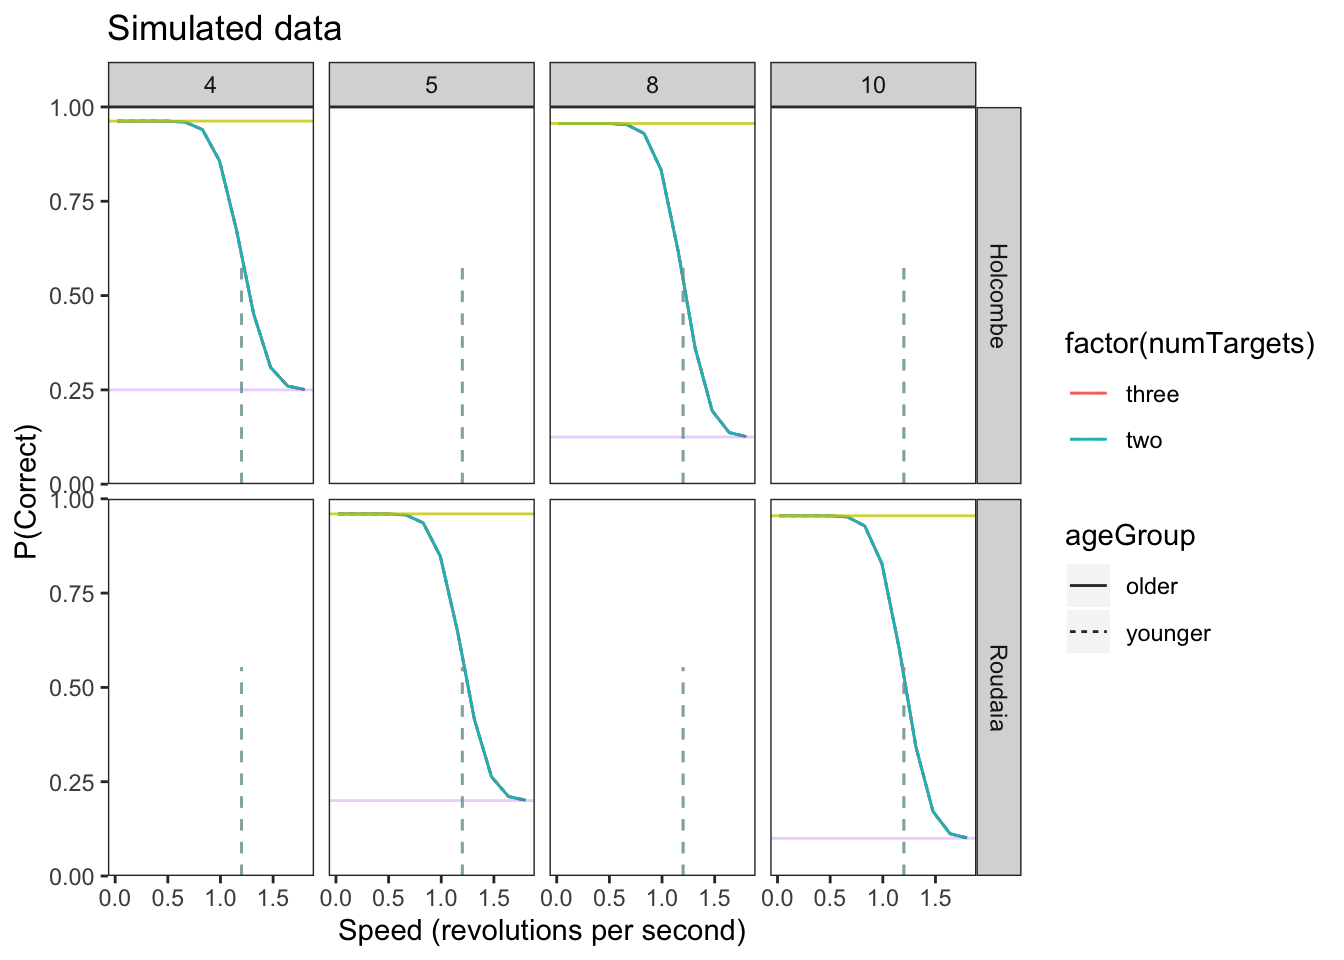 Simulated data
4 5 8 10
1.00
0.75
0.50
0.25
0.00
Holcombe
1.00
0.75
0.50
0.25
0.00
Roudaia
P(Correct)
0.0 0.5 1.0 1.5 0.0 0.5 1.0 1.5 0.0 0.5 1.0 1.5 0.0 0.5 1.0 1.5
Speed (revolutions per second)
factor(numTargets)
three
two
ageGroup
older
younger